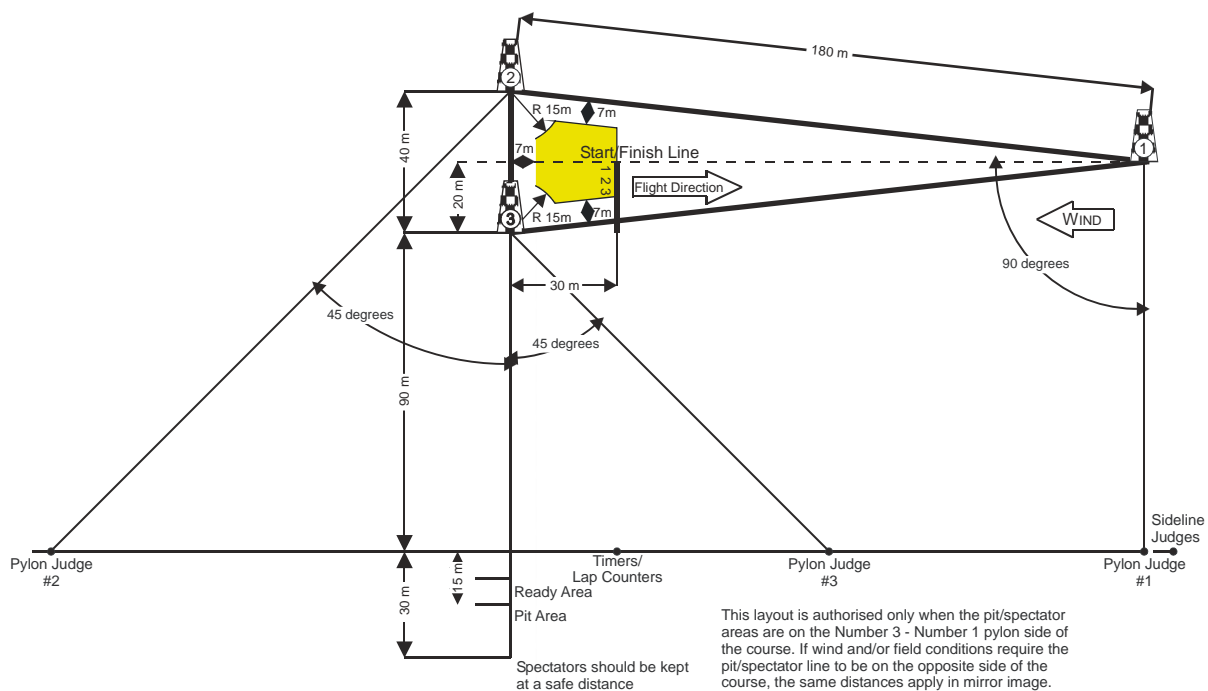 180 m
2
R 15m
7m
40 m
1
7m
Start/Finish Line
20 m
1 2 3
Flight Direction
WIND
3
R 15m
7m
90 degrees
30 m
45 degrees
45 degrees
90 m
Sideline
Judges
Pylon Judge
#2
Timers/
Lap Counters
Pylon Judge
#3
Pylon Judge
#1
15 m
30 m
Ready Area
Pit Area
This layout is authorised only when the pit/spectator
areas are on the Number 3 - Number 1 pylon side of
the course. If wind and/or field conditions require the
pit/spectator line to be on the opposite side of the
course, the same distances apply in mirror image.
Spectators should be kept
at a safe distance